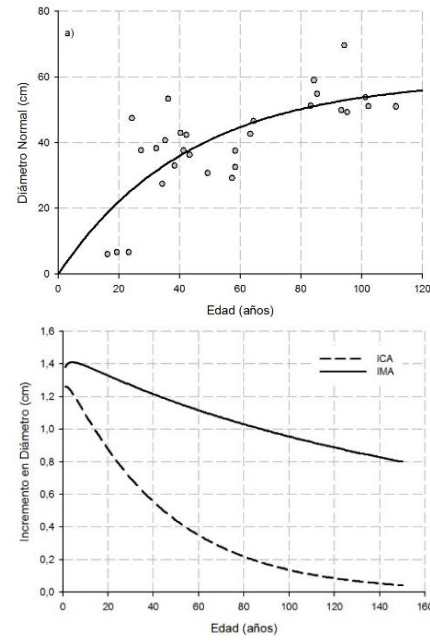 a)
80
60
40
20
0
Diámetro Normal (cm)
0 20 40 60 80 100 120
Edad (años)
1,6
1,4
1,2
1,0
0,8
0,6
0,4
0,2
0,0
Incremento en Diámetro (cm)
ICA
IMA
0 20 40 60 80 100 120 140 160
Edad (años)